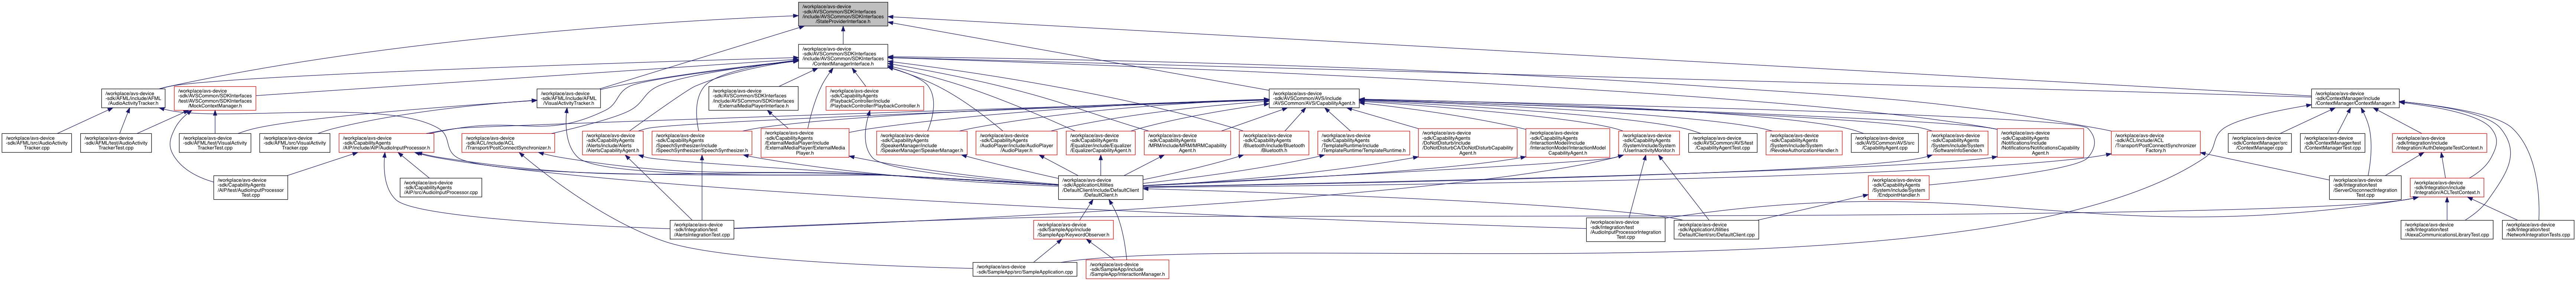 /workplace/avs-device
-sdk/AVSCommon/SDKInterfaces
/include/AVSCommon/SDKInterfaces
/StateProviderInterface.h
/workplace/avs-device
-sdk/AVSCommon/SDKInterfaces
/include/AVSCommon/SDKInterfaces
/ContextManagerInterface.h
/workplace/avs-device
-sdk/AFML/include/AFML
/AudioActivityTracker.h
/workplace/avs-device
-sdk/AVSCommon/SDKInterfaces
/test/AVSCommon/SDKInterfaces
/MockContextManager.h
/workplace/avs-device
-sdk/AFML/include/AFML
/VisualActivityTracker.h
/workplace/avs-device
-sdk/AVSCommon/SDKInterfaces
/include/AVSCommon/SDKInterfaces
/ExternalMediaPlayerInterface.h
/workplace/avs-device
-sdk/CapabilityAgents
/PlaybackController/include
/PlaybackController/PlaybackController.h
/workplace/avs-device
-sdk/AVSCommon/AVS/include
/AVSCommon/AVS/CapabilityAgent.h
/workplace/avs-device
-sdk/ContextManager/include
/ContextManager/ContextManager.h
/workplace/avs-device
-sdk/AFML/src/AudioActivity
Tracker.cpp
/workplace/avs-device
-sdk/AFML/test/AudioActivity
TrackerTest.cpp
/workplace/avs-device
-sdk/AFML/test/VisualActivity
TrackerTest.cpp
/workplace/avs-device
-sdk/AFML/src/VisualActivity
Tracker.cpp
/workplace/avs-device
-sdk/CapabilityAgents
/AIP/include/AIP/AudioInputProcessor.h
/workplace/avs-device
-sdk/ACL/include/ACL
/Transport/PostConnectSynchronizer.h
/workplace/avs-device
-sdk/CapabilityAgents
/Alerts/include/Alerts
/AlertsCapabilityAgent.h
/workplace/avs-device
-sdk/CapabilityAgents
/SpeechSynthesizer/include
/SpeechSynthesizer/SpeechSynthesizer.h
/workplace/avs-device
-sdk/CapabilityAgents
/ExternalMediaPlayer/include
/ExternalMediaPlayer/ExternalMedia
Player.h
/workplace/avs-device
-sdk/CapabilityAgents
/SpeakerManager/include
/SpeakerManager/SpeakerManager.h
/workplace/avs-device
-sdk/CapabilityAgents
/AudioPlayer/include/AudioPlayer
/AudioPlayer.h
/workplace/avs-device
-sdk/CapabilityAgents
/Equalizer/include/Equalizer
/EqualizerCapabilityAgent.h
/workplace/avs-device
-sdk/CapabilityAgents
/MRM/include/MRM/MRMCapability
Agent.h
/workplace/avs-device
-sdk/CapabilityAgents
/Bluetooth/include/Bluetooth
/Bluetooth.h
/workplace/avs-device
-sdk/CapabilityAgents
/TemplateRuntime/include
/TemplateRuntime/TemplateRuntime.h
/workplace/avs-device
-sdk/CapabilityAgents
/DoNotDisturb/include
/DoNotDisturbCA/DoNotDisturbCapability
Agent.h
/workplace/avs-device
-sdk/CapabilityAgents
/InteractionModel/include
/InteractionModel/InteractionModel
CapabilityAgent.h
/workplace/avs-device
-sdk/CapabilityAgents
/System/include/System
/UserInactivityMonitor.h
/workplace/avs-device
-sdk/AVSCommon/AVS/test
/CapabilityAgentTest.cpp
/workplace/avs-device
-sdk/CapabilityAgents
/System/include/System
/RevokeAuthorizationHandler.h
/workplace/avs-device
-sdk/AVSCommon/AVS/src
/CapabilityAgent.cpp
/workplace/avs-device
-sdk/CapabilityAgents
/System/include/System
/SoftwareInfoSender.h
/workplace/avs-device
-sdk/CapabilityAgents
/Notifications/include
/Notifications/NotificationsCapability
Agent.h
/workplace/avs-device
-sdk/ACL/include/ACL
/Transport/PostConnectSynchronizer
Factory.h
/workplace/avs-device
-sdk/ContextManager/src
/ContextManager.cpp
/workplace/avs-device
-sdk/ContextManager/test
/ContextManagerTest.cpp
/workplace/avs-device
-sdk/Integration/include
/Integration/AuthDelegateTestContext.h
/workplace/avs-device
-sdk/CapabilityAgents
/AIP/test/AudioInputProcessor
Test.cpp
/workplace/avs-device
-sdk/CapabilityAgents
/AIP/src/AudioInputProcessor.cpp
/workplace/avs-device
-sdk/ApplicationUtilities
/DefaultClient/include/DefaultClient
/DefaultClient.h
/workplace/avs-device
-sdk/CapabilityAgents
/System/include/System
/EndpointHandler.h
/workplace/avs-device
-sdk/Integration/test
/ServerDisconnectIntegration
Test.cpp
/workplace/avs-device
-sdk/Integration/include
/Integration/ACLTestContext.h
/workplace/avs-device
-sdk/Integration/test
/AlertsIntegrationTest.cpp
/workplace/avs-device
-sdk/SampleApp/include
/SampleApp/KeywordObserver.h
/workplace/avs-device
-sdk/Integration/test
/AudioInputProcessorIntegration
Test.cpp
/workplace/avs-device
-sdk/ApplicationUtilities
/DefaultClient/src/DefaultClient.cpp
/workplace/avs-device
-sdk/Integration/test
/AlexaCommunicationsLibraryTest.cpp
/workplace/avs-device
-sdk/Integration/test
/NetworkIntegrationTests.cpp
/workplace/avs-device
-sdk/SampleApp/src/SampleApplication.cpp
/workplace/avs-device
-sdk/SampleApp/include
/SampleApp/InteractionManager.h